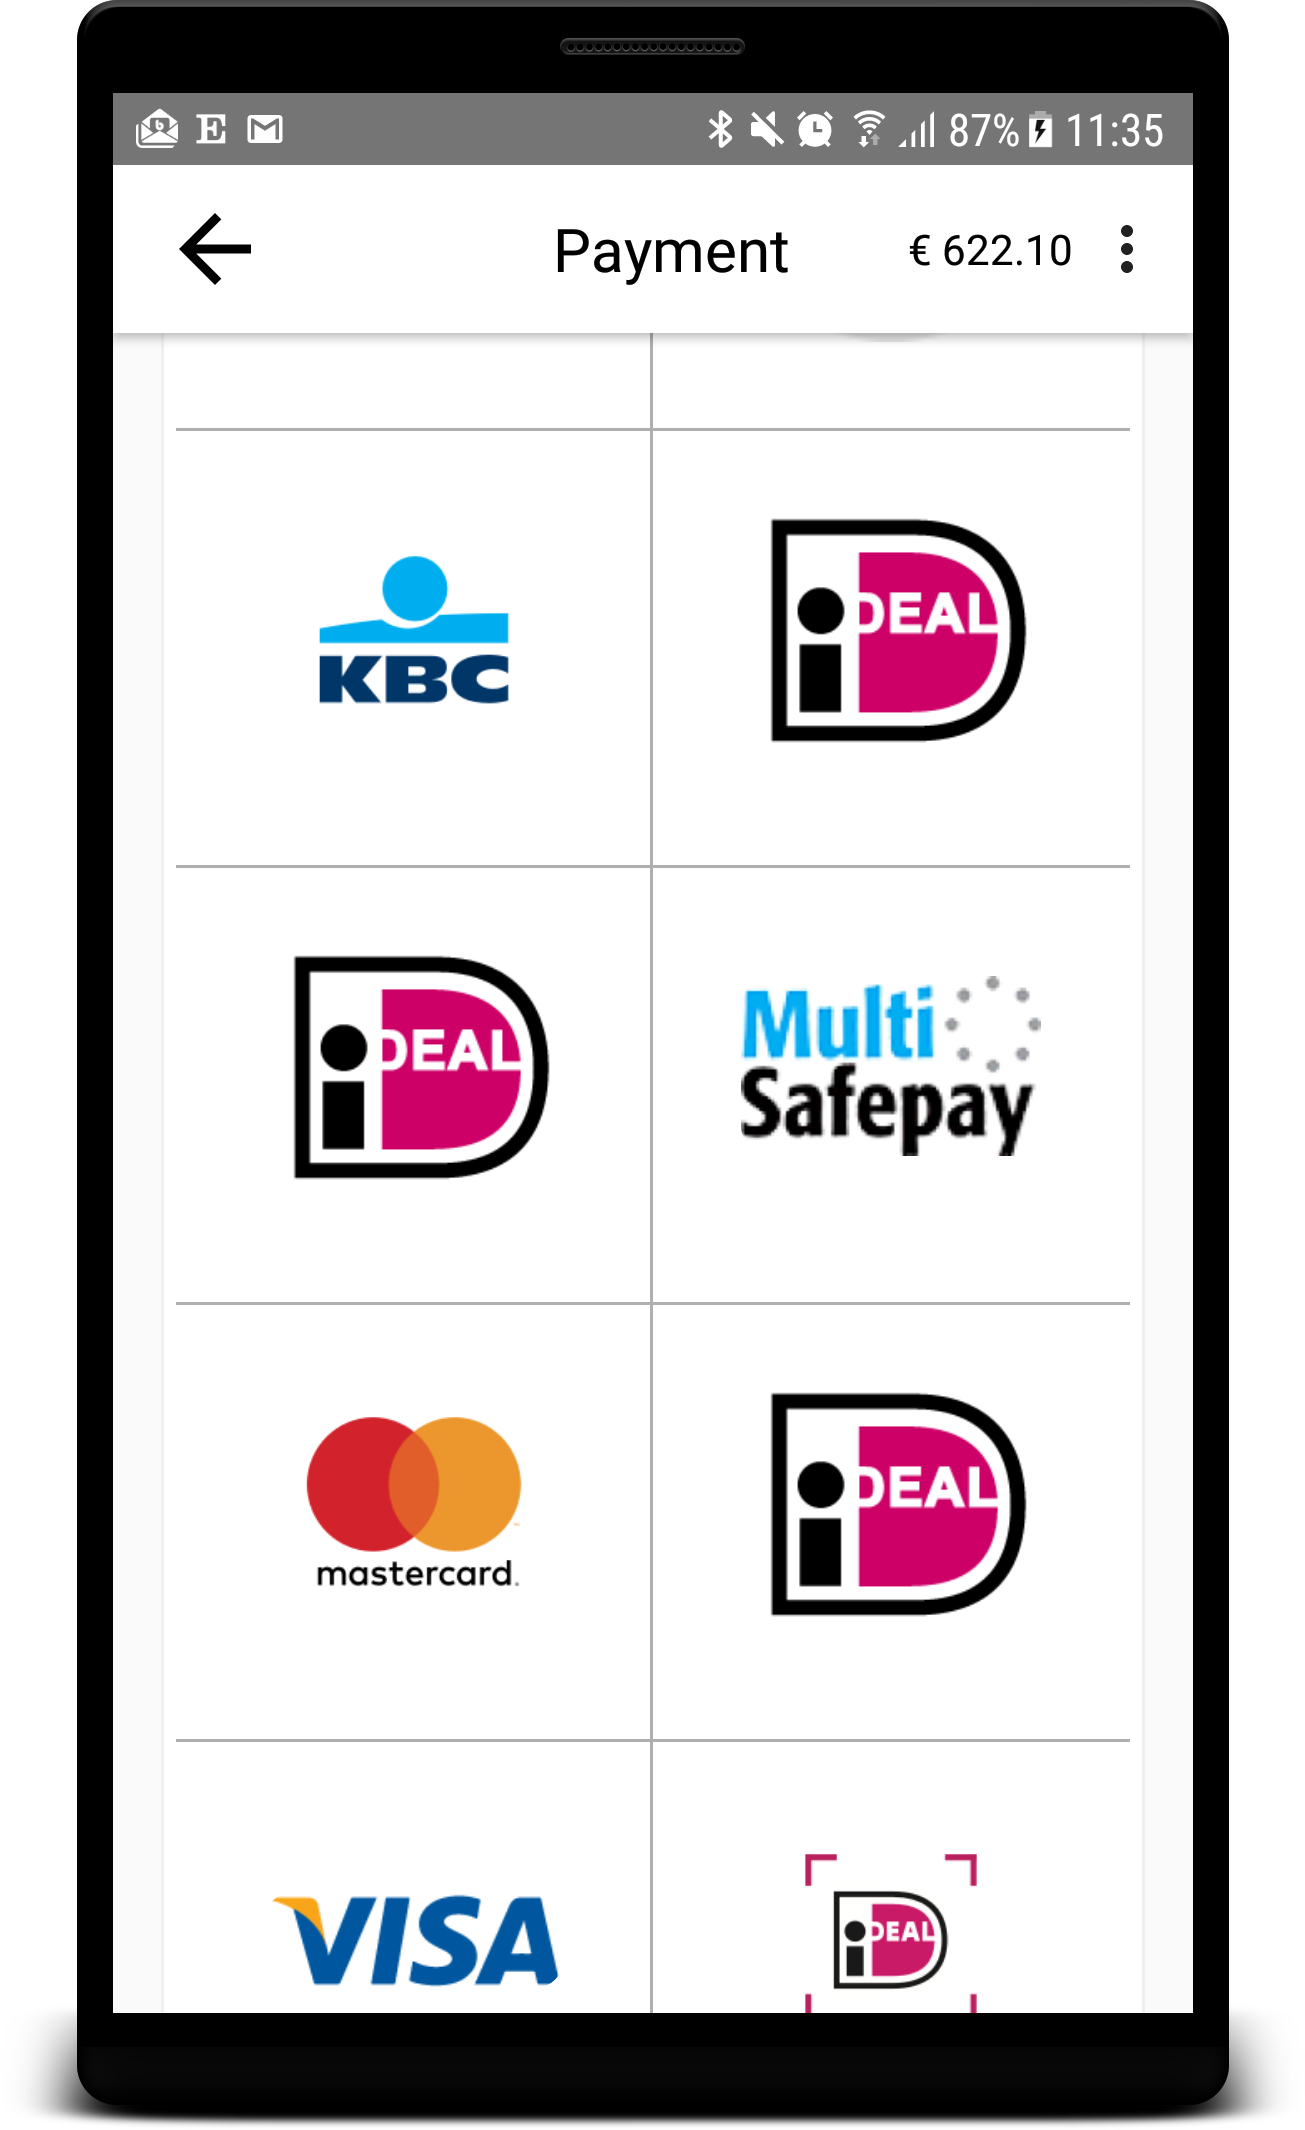 87% 11:35
Payment € 622.10
KBC
iDEAL
iDEAL
Multi
Safepay
mastercard.
iDEAL
VISA
iDEAL